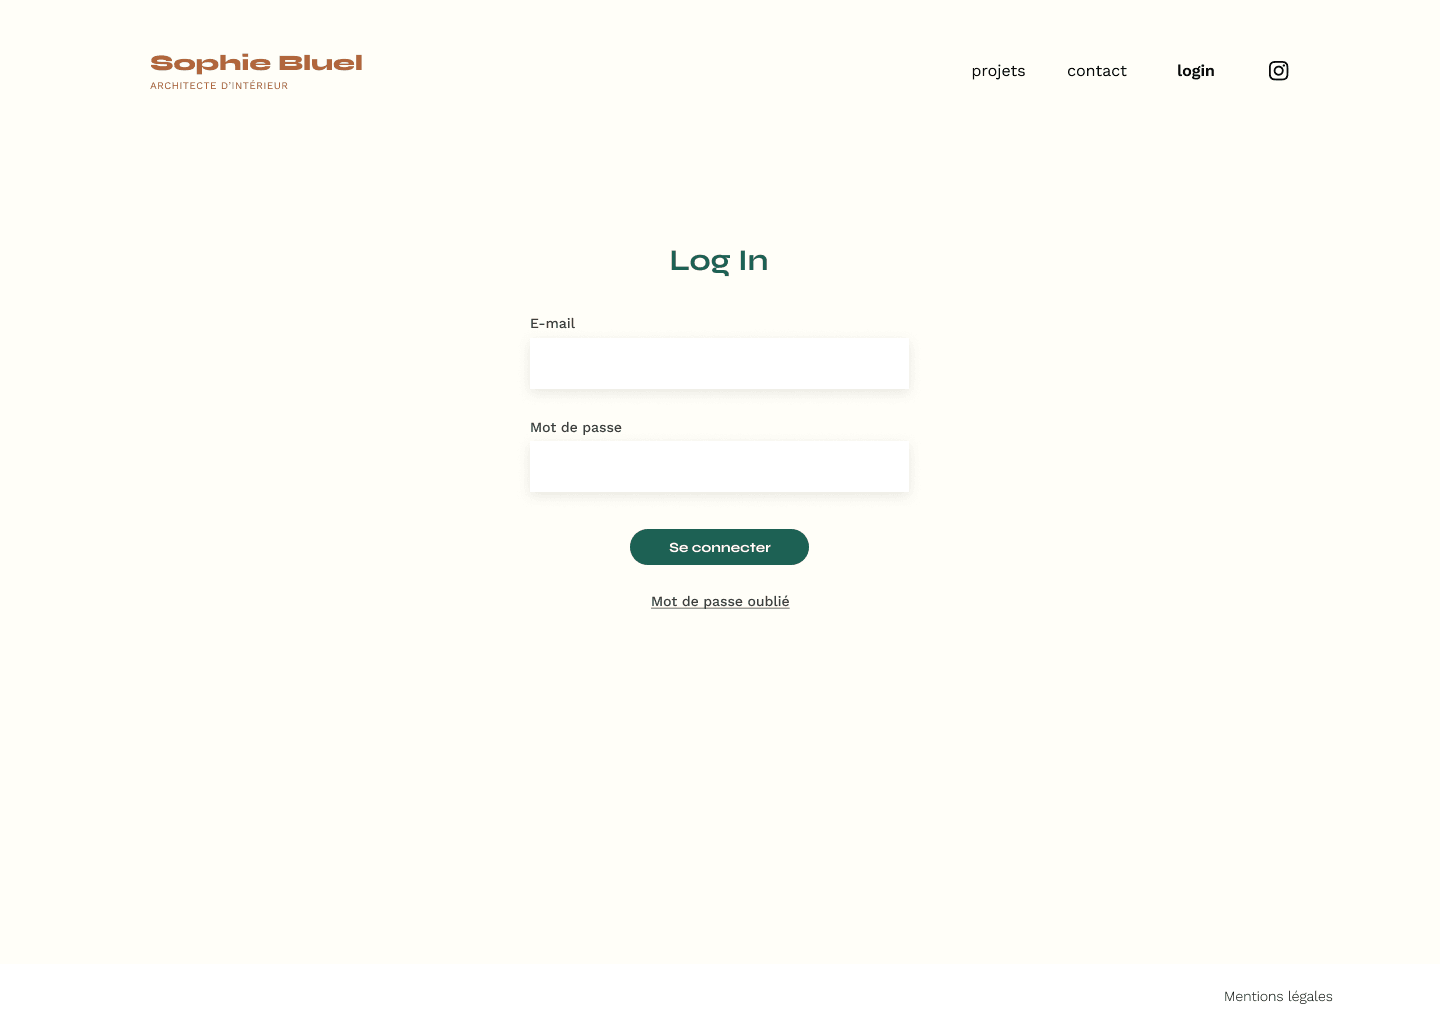 Sophie Bluel
ARCHITECTE D'INTÉRIEUR
projets
contact
login
Log In
E-mail
Mot de passe
Se connecter
Mot de passe oublié
Mentions légales